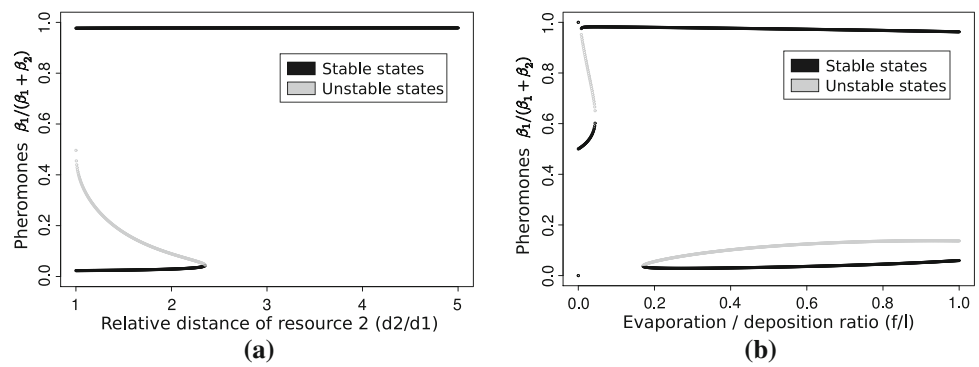 Pheromones β1/(β1 + β2)
0.0 0.2 0.4 0.6 0.8 1.0
Stable states
Unstable states
1 2 3 4 5
Relative distance of resource 2 (d2/d1)
(a)
Pheromones β1/(β1 + β2)
0.0 0.2 0.4 0.6 0.8 1.0
Stable states
Unstable states
0.0 0.2 0.4 0.6 0.8 1.0
Evaporation / deposition ratio (f/l)
(b)